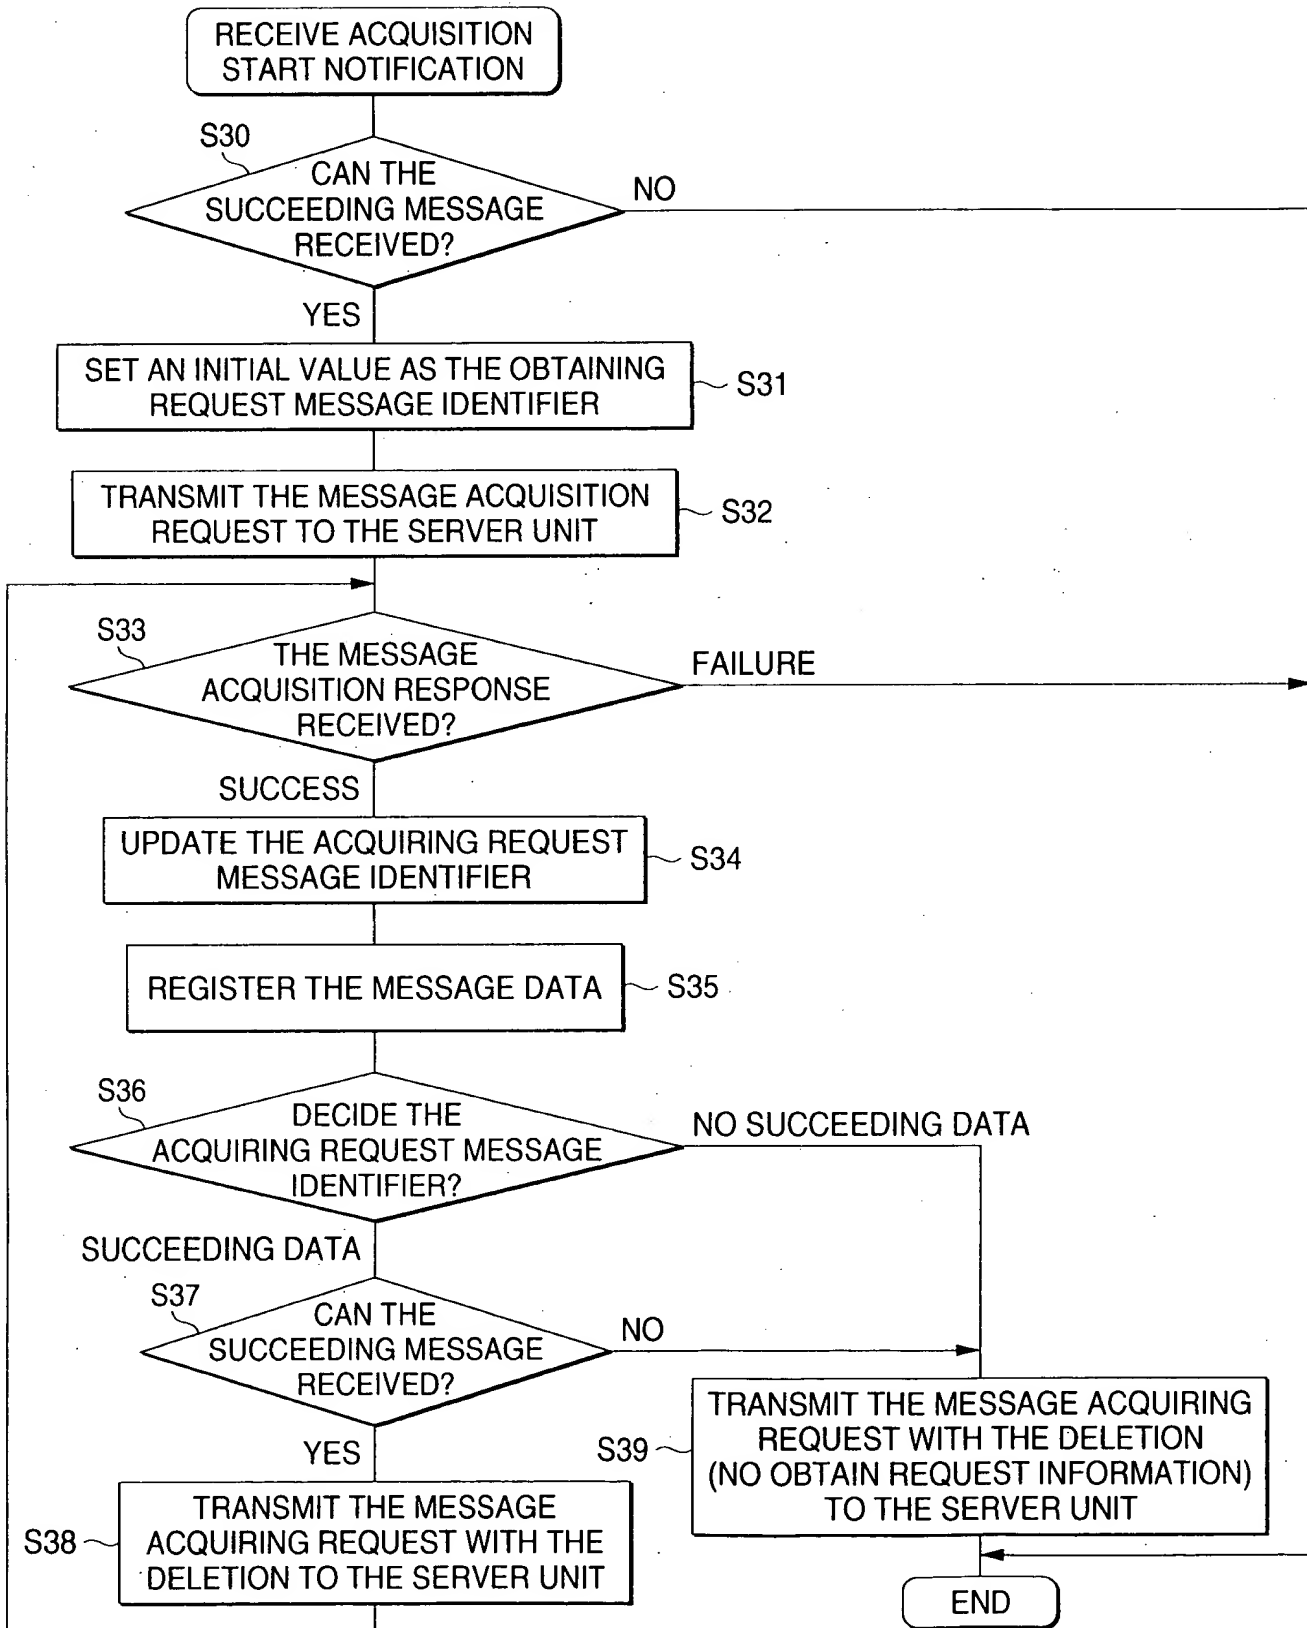 RECEIVE ACQUISITION
START NOTIFICATION
S30
CAN THE
SUCCEEDING MESSAGE
RECEIVED?
NO
YES
SET AN INITIAL VALUE AS THE OBTAINING
REQUEST MESSAGE IDENTIFIER
S31
TRANSMIT THE MESSAGE ACQUISITION
REQUEST TO THE SERVER UNIT
S32
S33
THE MESSAGE
ACQUISITION RESPONSE
RECEIVED?
FAILURE
SUCCESS
UPDATE THE ACQUIRING REQUEST
MESSAGE IDENTIFIER
S34
REGISTER THE MESSAGE DATA
S35
S36
DECIDE THE
ACQUIRING REQUEST MESSAGE
IDENTIFIER?
NO SUCCEEDING DATA
SUCCEEDING DATA
S37
CAN THE
SUCCEEDING MESSAGE
RECEIVED?
NO
YES
S38
TRANSMIT THE MESSAGE
ACQUIRING REQUEST WITH THE
DELETION TO THE SERVER UNIT
S39
TRANSMIT THE MESSAGE ACQUIRING
REQUEST WITH THE DELETION
(NO OBTAIN REQUEST INFORMATION)
TO THE SERVER UNIT
END